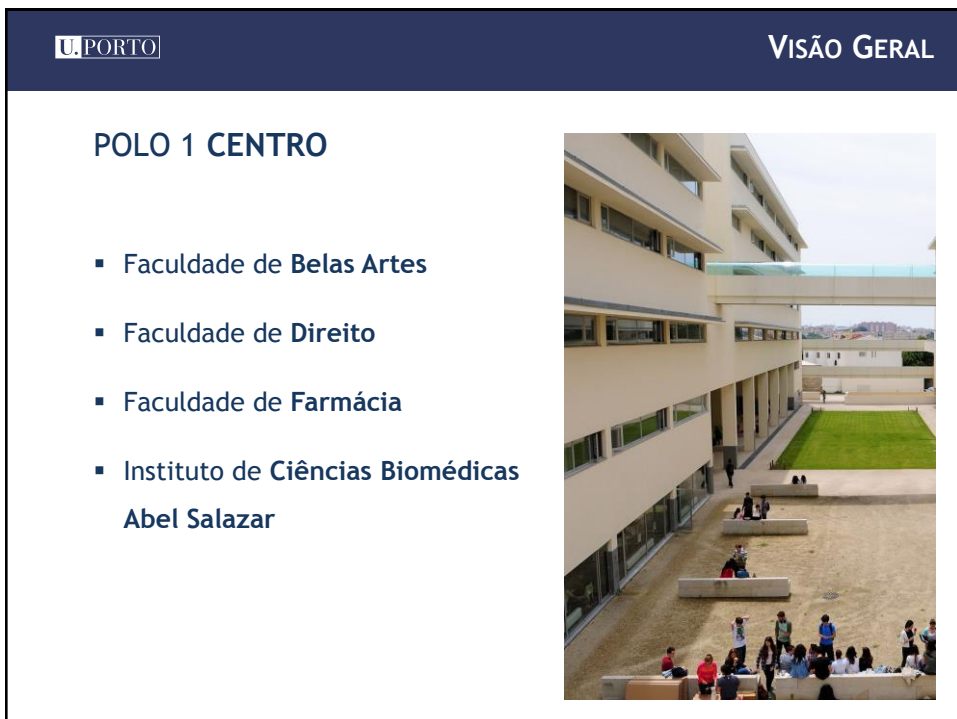 U.PORTO
VISÃO GERAL
POLO 1 CENTRO
▪ Faculdade de Belas Artes
▪ Faculdade de Direito
▪ Faculdade de Farmácia
▪ Instituto de Ciências Biomédicas
Abel Salazar